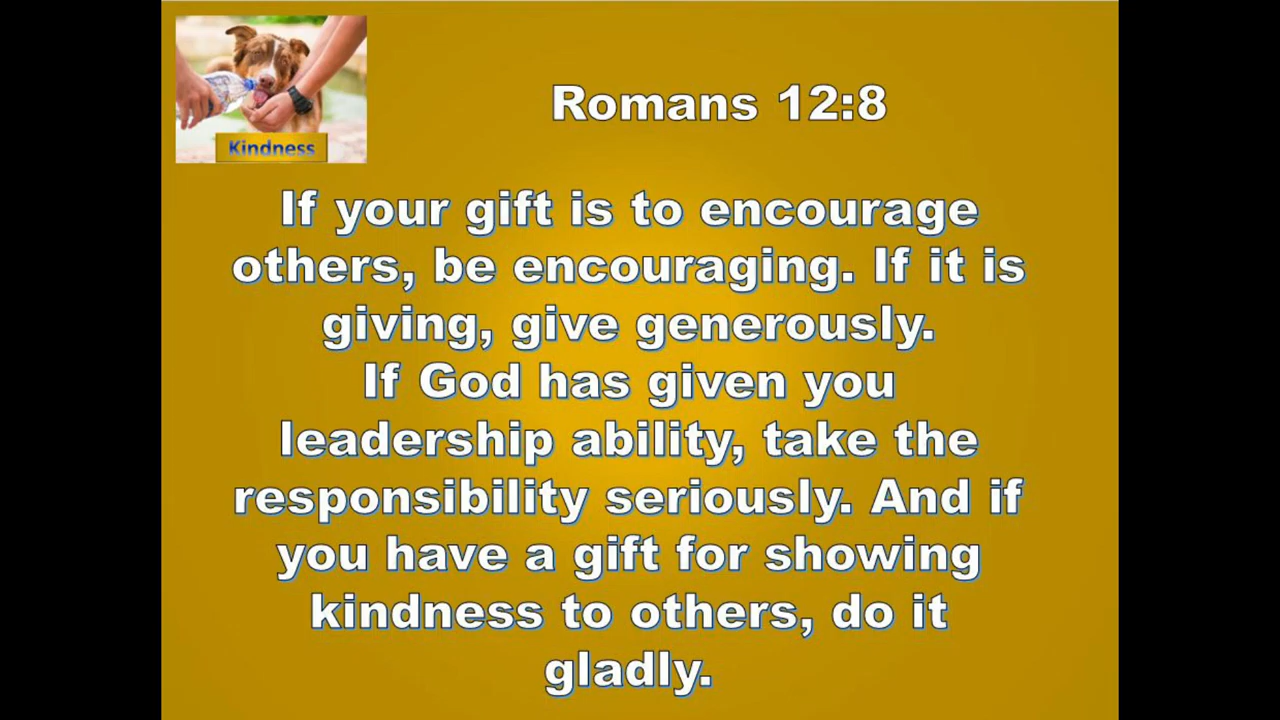 Kindness
Romans 12:8
If your gift is to encourage
others, be encouraging. If it is
giving, give generously.
If God has given you
leadership ability, take the
responsibility seriously. And if
you have a gift for showing
kindness to others, do it
gladly.